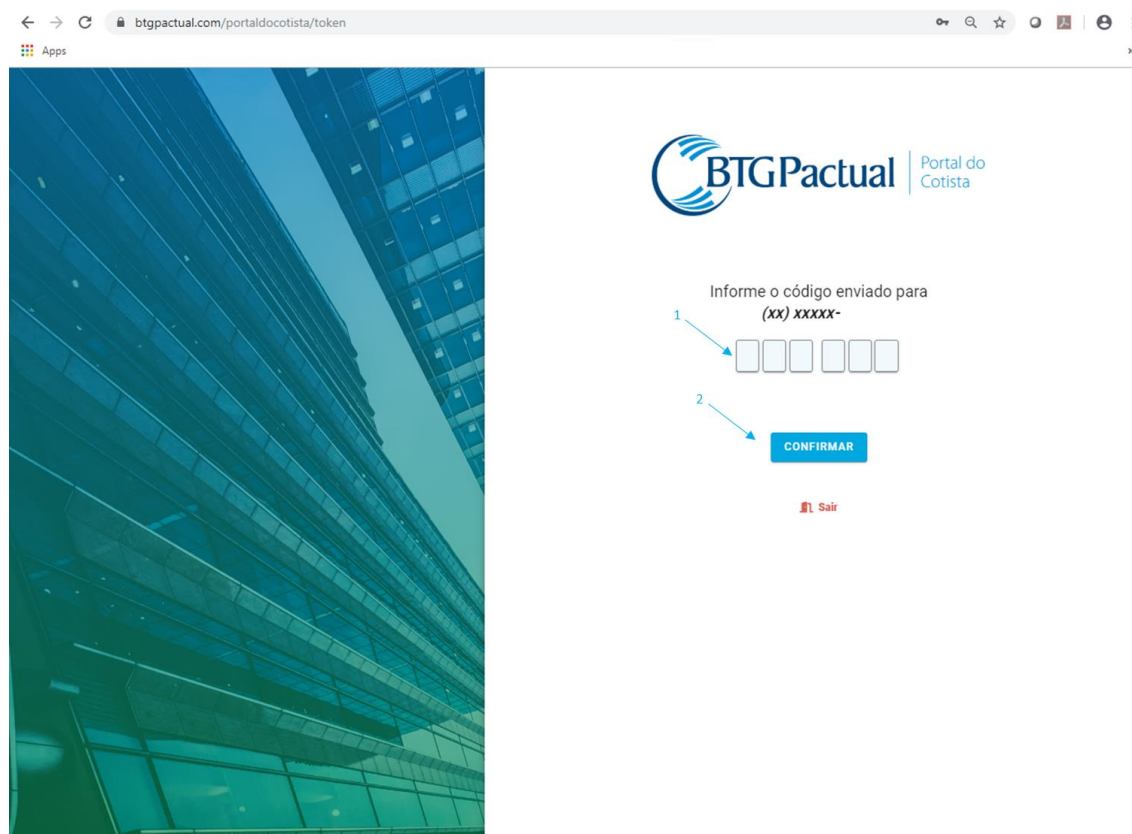 btgpactual.com/portaldocotista/token
Apps
BTGPactual
Portal do
Cotista
Informe o código enviado para
(xx) xxxxx-
1
2
CONFIRMAR
Sair